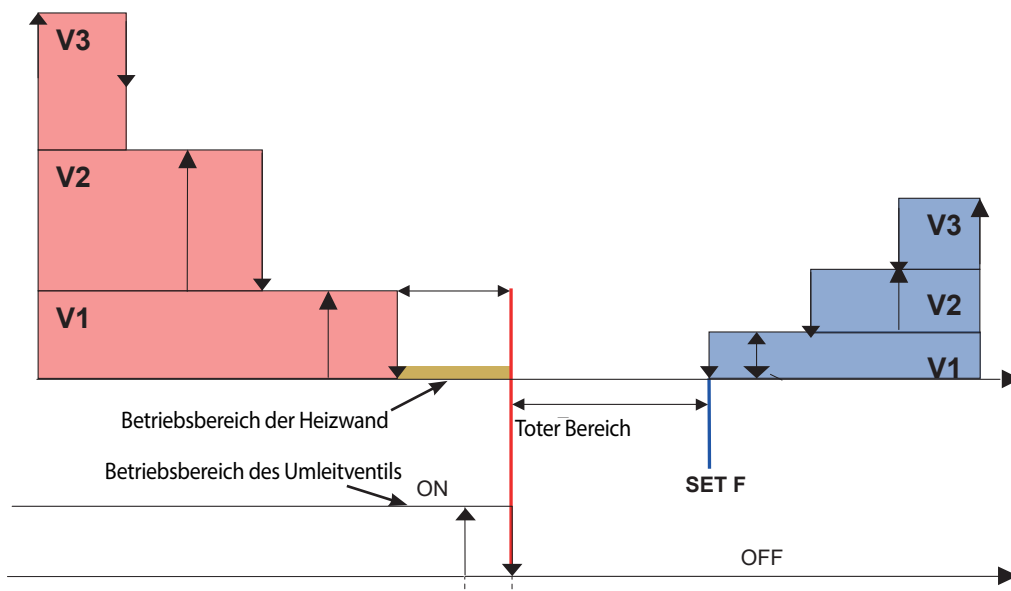 V3
V2
V1
V3
V2
V1
Betriebsbereich der Heizwand
Toter Bereich
Betriebsbereich des Umleitventils
ON
SET F
OFF